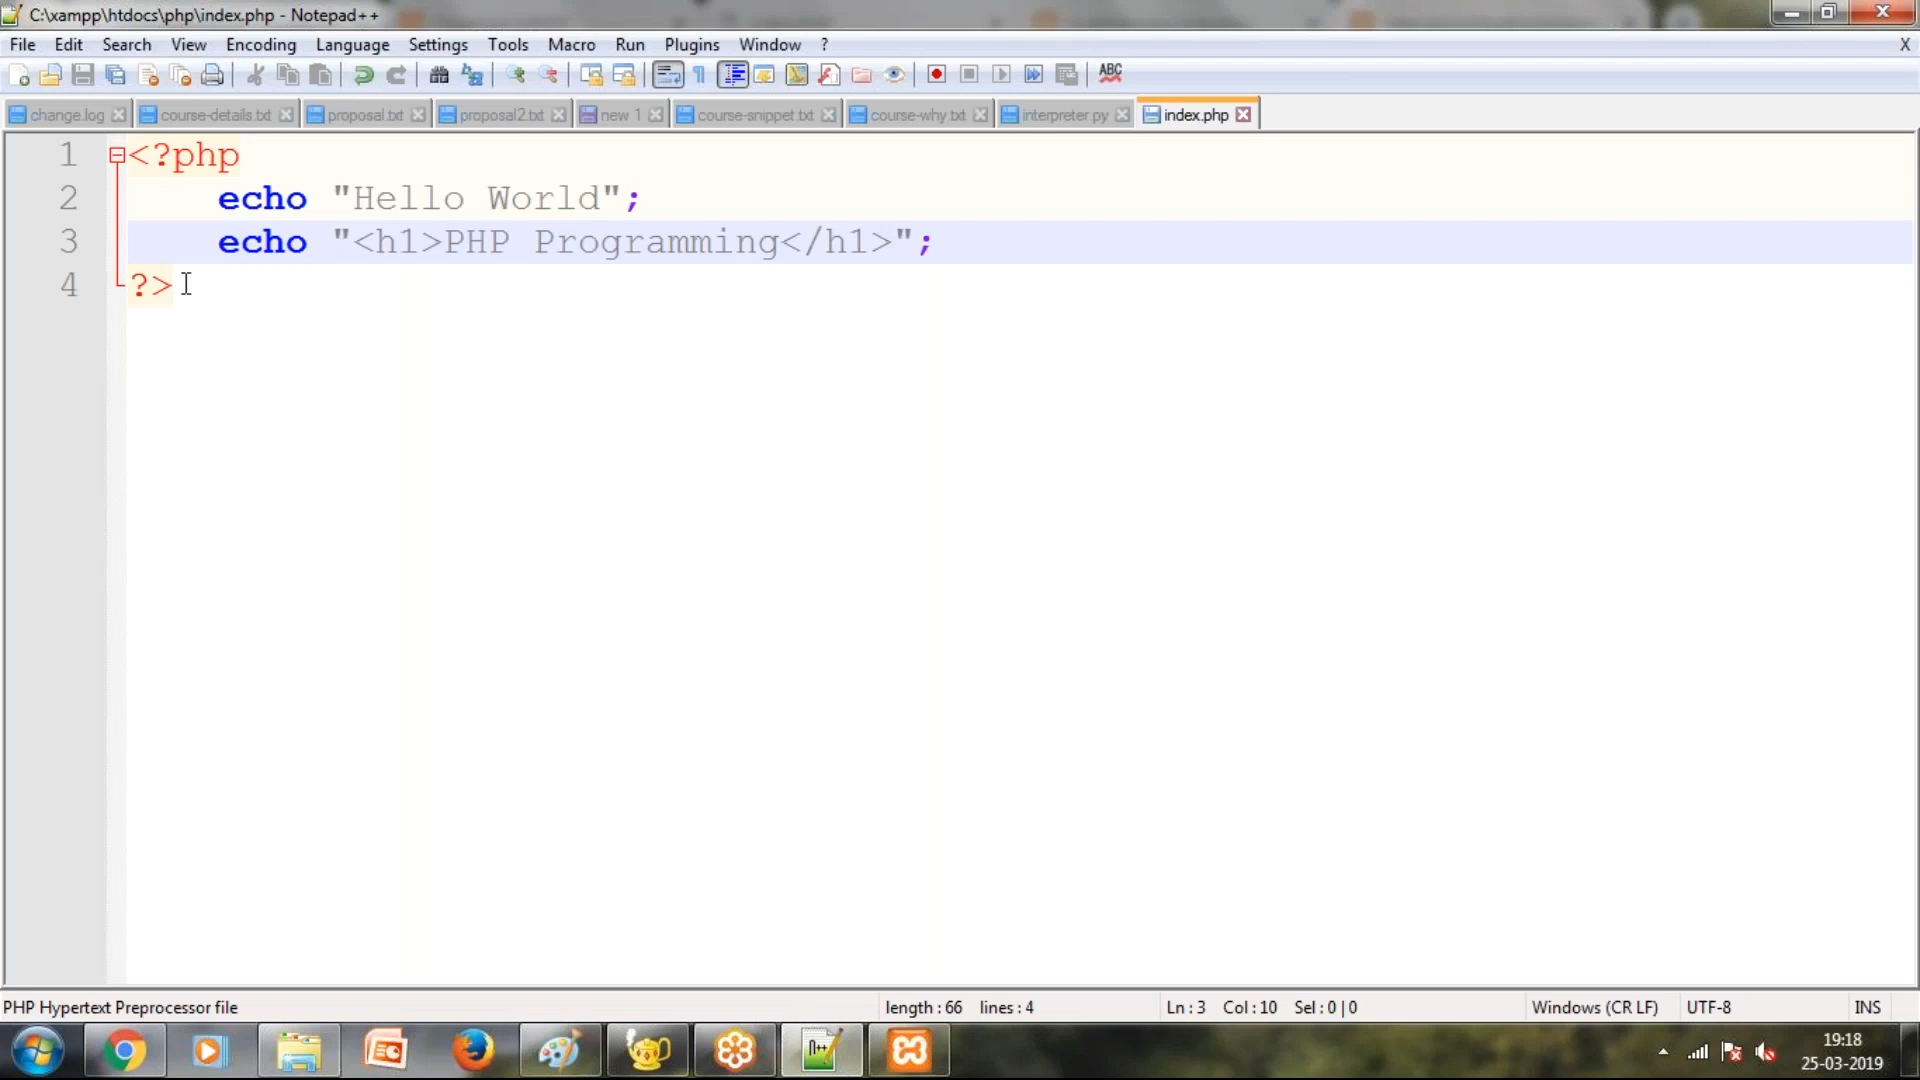 C:\xampp\htdocs\php\index.php - Notepad++
File Edit Search View Encoding Language Settings Tools Macro Run Plugins Window ? X
ABC
change.log course-details.txt proposal.txt proposal2.txt new 1 course-snippet.txt course-why.txt interpreter.py index.php
1 <?php
2 echo "Hello World";
3 echo "<h1>PHP Programming</h1>";
4 ?>
PHP Hypertext Preprocessor file length : 66 lines : 4 Ln : 3 Col : 10 Sel : 0 | 0 Windows (CR LF) UTF-8 INS
19:18
25-03-2019